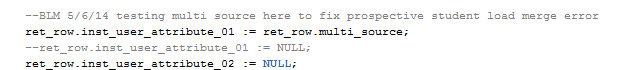 --BLM 5/6/14 testing multi source here to fix prospective student load merge error
ret_row.inst_user_attribute_01 := ret_row.multi_source;
--ret_row.inst_user_attribute_01 := NULL;
ret_row.inst_user_attribute_02 := NULL;